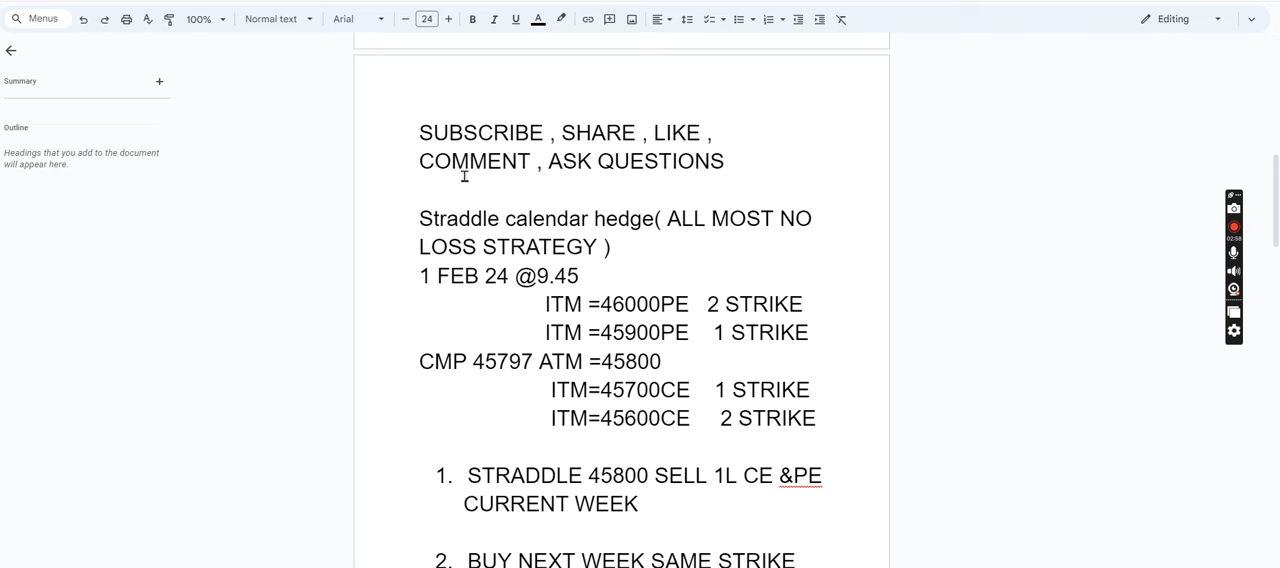 Menus 100% Normal text Arial 24 B I U A Editing
Summary
Outline
Headings that you add to the document
will appear here.
SUBSCRIBE , SHARE , LIKE ,
COMMENT , ASK QUESTIONS
Straddle calendar hedge( ALL MOST NO
LOSS STRATEGY )
1 FEB 24 @9.45
ITM =46000PE 2 STRIKE
ITM =45900PE 1 STRIKE
CMP 45797 ATM =45800
ITM=45700CE 1 STRIKE
ITM=45600CE 2 STRIKE
1. STRADDLE 45800 SELL 1L CE &PE
CURRENT WEEK
2. BUY NEXT WEEK SAME STRIKE
02:58